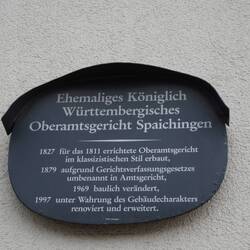 Ehemaliges Königlich
Württembergisches
Oberamtsgericht Spaichingen
1827 für das 1811 errichtete Oberamtsgericht
im klassizistischen Stil erbaut,
1879 aufgrund Gerichtsverfassungsgesetzes
umbenannt in Amtsgericht,
1969 baulich verändert,
1997 unter Wahrung des Gebäudecharakters
renoviert und erweitert.